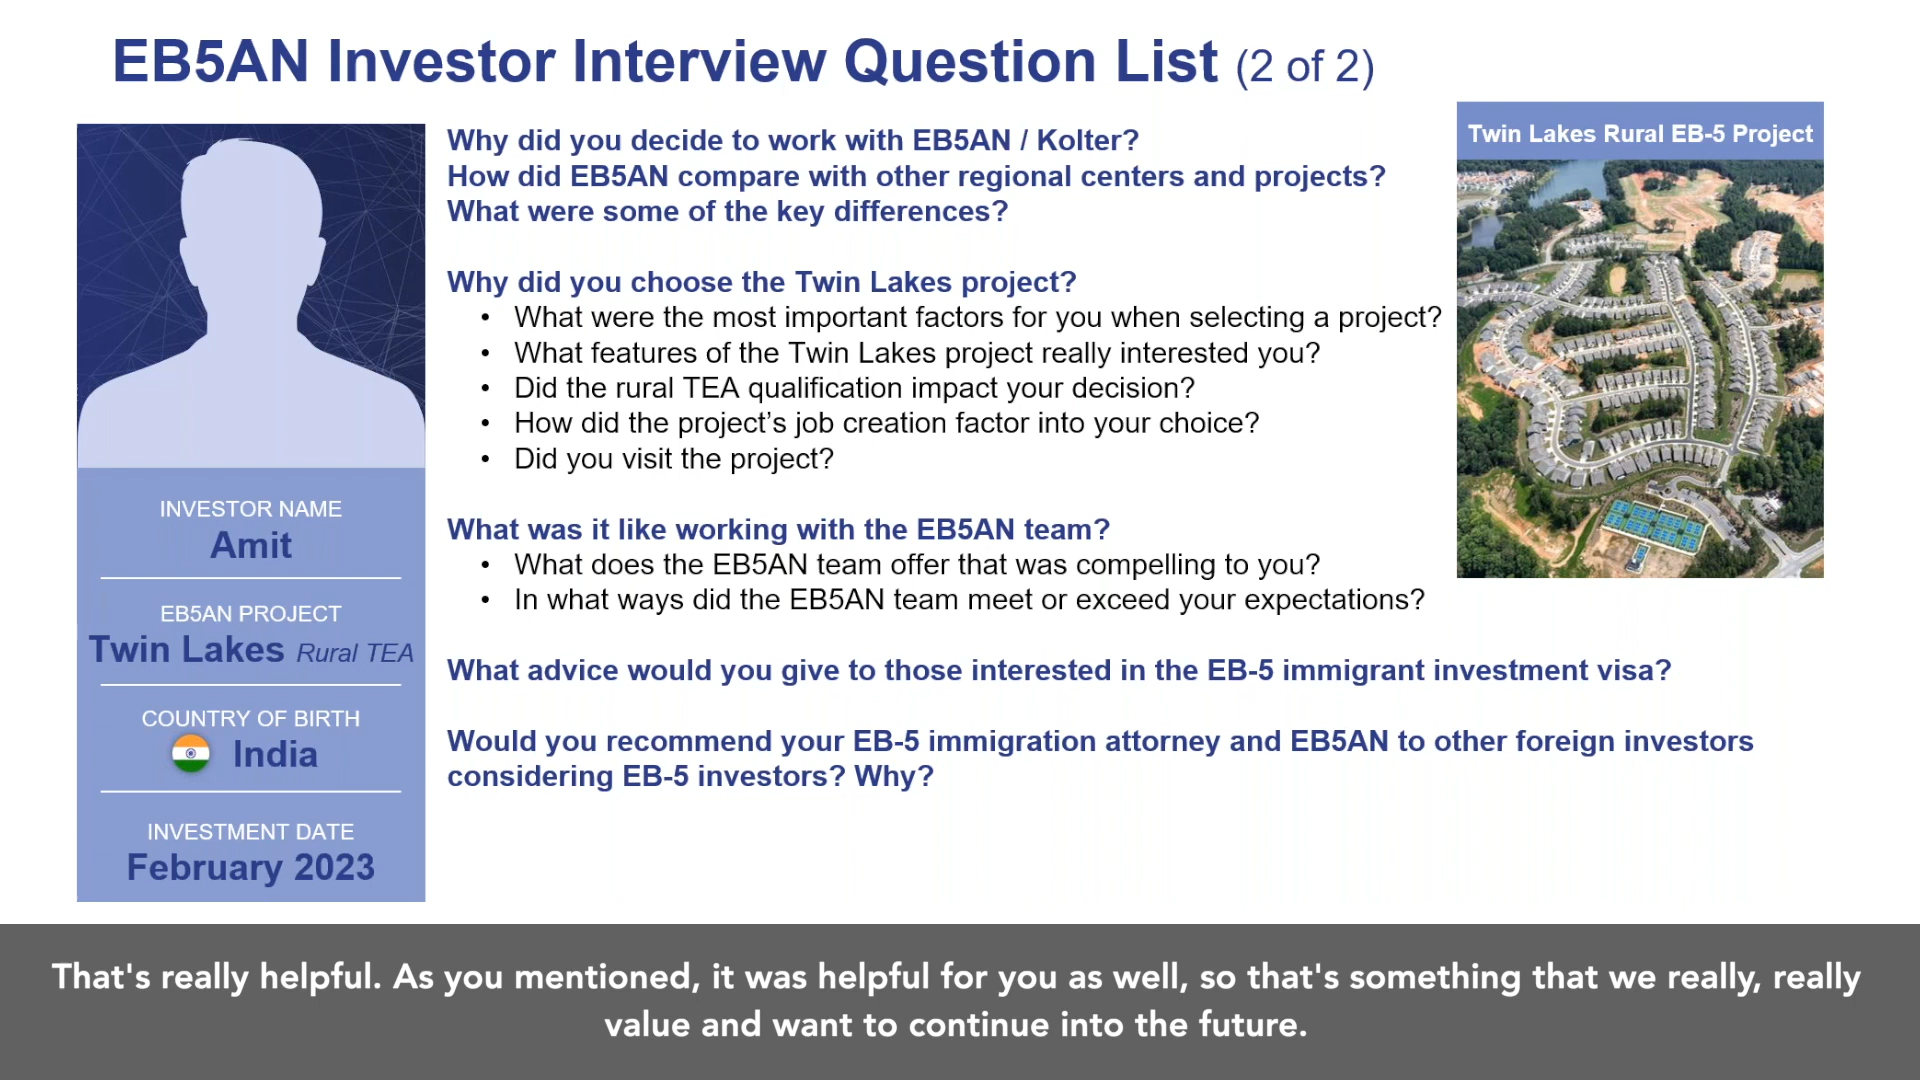 EB5AN Investor Interview Question List (2 of 2)
INVESTOR NAME
Amit
EB5AN PROJECT
Twin Lakes Rural TEA
COUNTRY OF BIRTH
India
INVESTMENT DATE
February 2023
Why did you decide to work with EB5AN / Kolter?
How did EB5AN compare with other regional centers and projects?
What were some of the key differences?
Why did you choose the Twin Lakes project?
• What were the most important factors for you when selecting a project?
• What features of the Twin Lakes project really interested you?
• Did the rural TEA qualification impact your decision?
• How did the project’s job creation factor into your choice?
• Did you visit the project?
What was it like working with the EB5AN team?
• What does the EB5AN team offer that was compelling to you?
• In what ways did the EB5AN team meet or exceed your expectations?
What advice would you give to those interested in the EB-5 immigrant investment visa?
Would you recommend your EB-5 immigration attorney and EB5AN to other foreign investors
considering EB-5 investors? Why?
Twin Lakes Rural EB-5 Project
That's really helpful. As you mentioned, it was helpful for you as well, so that's something that we really, really
value and want to continue into the future.